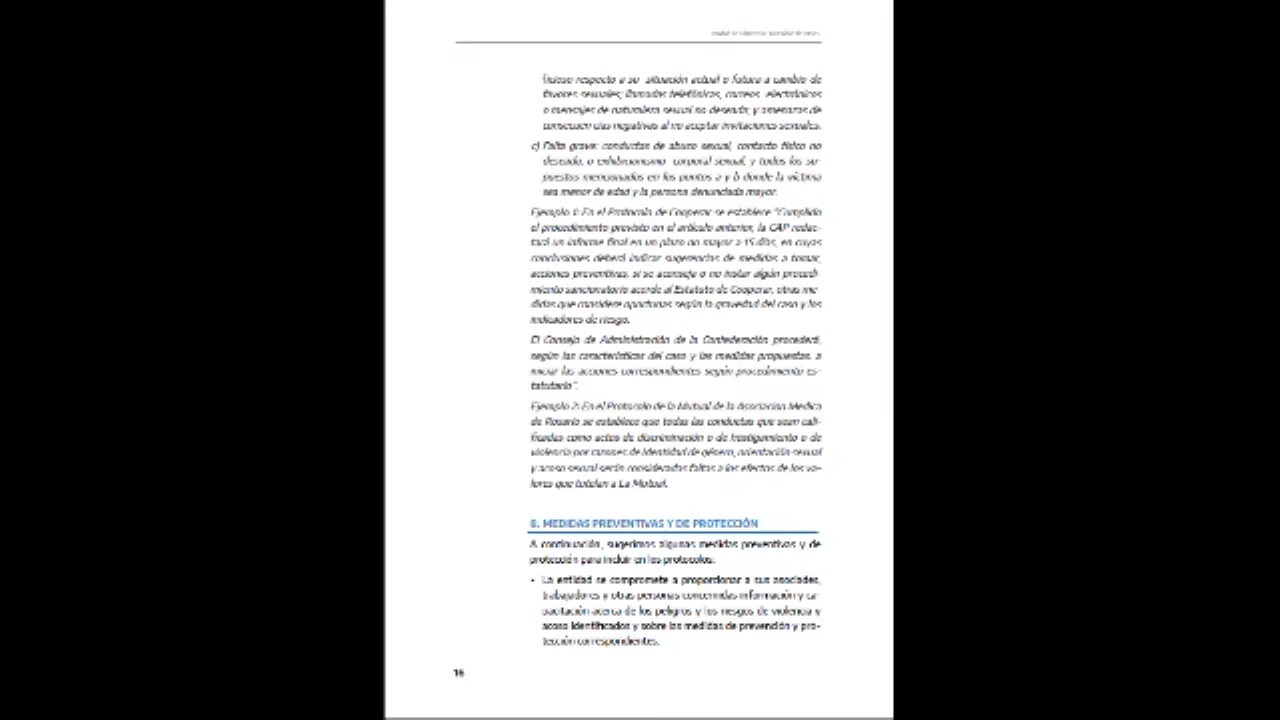 licioso respecto a su situación actual o futura a cambio de
favores sexuales; llamadas telefónicas, correos electrónicos
o mensajes de naturaleza sexual no deseada; y amenazas de
consecuencias negativas al no aceptar invitaciones sexuales.
c) Falta grave: conductas de abuso sexual, contacto físico no
deseado, o exhibicionismo corporal sexual, y todos los su-
puestos mencionados en los puntos a y b donde la víctima
sea menor de edad y la persona denunciada mayor.
Ejemplo 1: En el Protocolo de Cooperar se establece "Cumplido
el procedimiento previsto en el artículo anterior, la CAP redac-
tará un informe final en un plazo no mayor a 15 días, en cuyas
conclusiones deberá indicar sugerencias de medidas a tomar,
acciones preventivas, si se aconseja o no instar algún procedi-
miento sancionatorio acorde al Estatuto de Cooperar, otras me-
didas que considere oportunas según la gravedad del caso y los
indicadores de riesgo.
El Consejo de Administración de la Confederación procederá,
según las características del caso y las medidas propuestas, a
iniciar las acciones correspondientes según procedimiento es-
tatutario".
Ejemplo 2: En el Protocolo de la Mutual de la Asociacion Medica
de Rosario se establece que todas las conductas que sean cali-
ficadas como actos de discriminación o de hostigamiento o de
violencia por razones de identidad de género, orientación sexual
y acoso sexual serán consideradas faltas a los efectos de los va-
lores que tutelan a La Mutual.
8. MEDIDAS PREVENTIVAS Y DE PROTECCIÓN
A continuación, sugerimos algunas medidas preventivas y de
protección para incluir en los protocolos.
• La entidad se compromete a proporcionar a sus asociados,
trabajadores y otras personas concernidas información y ca-
pacitación acerca de los peligros y los riesgos de violencia y
acoso identificados y sobre las medidas de prevención y pro-
tección correspondientes.
16